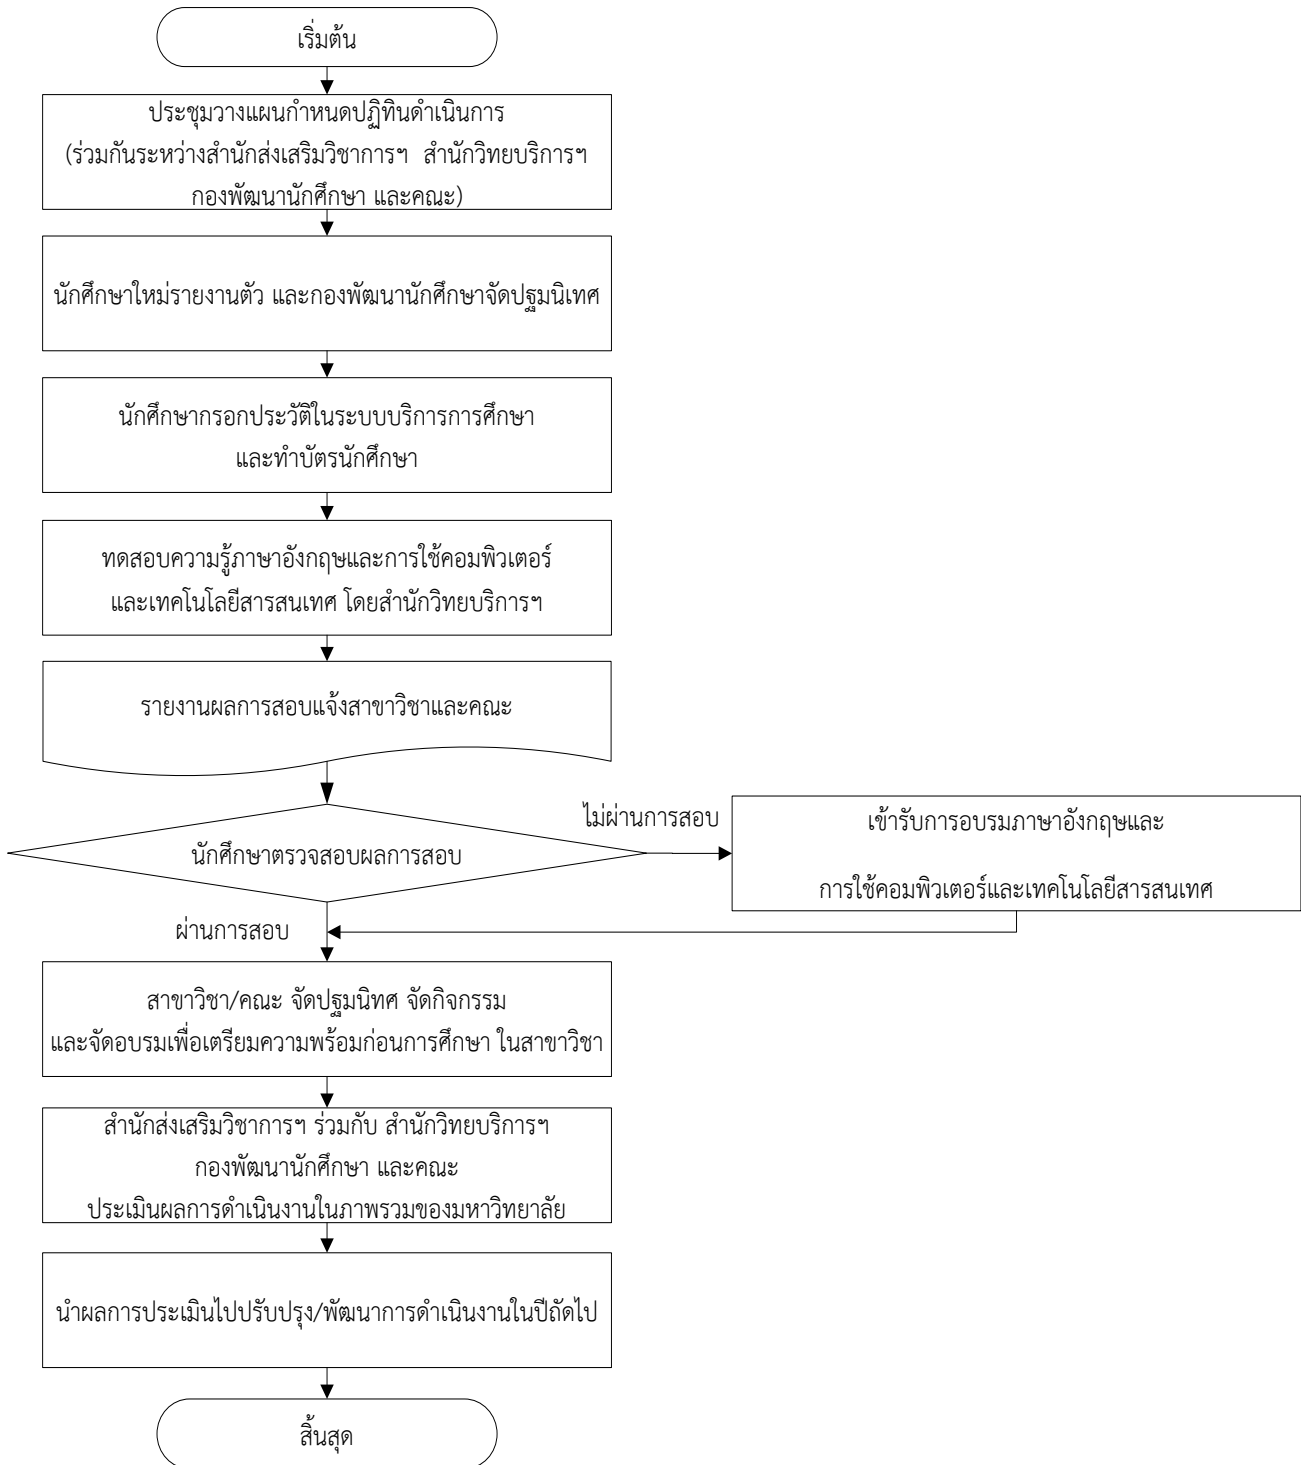 เริ่มต้น
ประชุมวางแผนกำหนดปฏิทินดำเนินการ
(ร่วมกันระหว่างสำนักส่งเสริมวิชาการฯ สำนักวิทยบริการฯ
กองพัฒนานักศึกษา และคณะ)
นักศึกษาใหม่รายงานตัว และกองพัฒนานักศึกษาจัดปฐมนิเทศ
นักศึกษากรอกประวัติในระบบบริการการศึกษา
และทำบัตรนักศึกษา
ทดสอบความรู้ภาษาอังกฤษและการใช้คอมพิวเตอร์
และเทคโนโลยีสารสนเทศ โดยสำนักวิทยบริการฯ
รายงานผลการสอบแจ้งสาขาวิชาและคณะ
นักศึกษาตรวจสอบผลการสอบ
ไม่ผ่านการสอบ
เข้ารับการอบรมภาษาอังกฤษและ
การใช้คอมพิวเตอร์และเทคโนโลยีสารสนเทศ
ผ่านการสอบ
สาขาวิชา/คณะ จัดปฐมนิทศ จัดกิจกรรม
และจัดอบรมเพื่อเตรียมความพร้อมก่อนการศึกษา ในสาขาวิชา
สำนักส่งเสริมวิชาการฯ ร่วมกับ สำนักวิทยบริการฯ
กองพัฒนานักศึกษา และคณะ
ประเมินผลการดำเนินงานในภาพรวมของมหาวิทยาลัย
นำผลการประเมินไปปรับปรุง/พัฒนาการดำเนินงานในปีถัดไป
สิ้นสุด